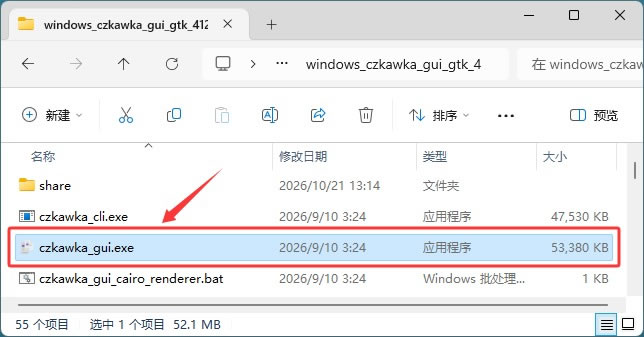 windows_czkawka_gui_gtk_412
windows_czkawka_gui_gtk_4
在 windows_czkawka
新建
排序
预览
名称 修改日期 类型 大小
share 2026/10/21 13:14 文件夹
czkawka_cli.exe 2026/9/10 3:24 应用程序 47,530 KB
czkawka_gui.exe 2026/9/10 3:24 应用程序 53,380 KB
czkawka_gui_cairo_renderer.bat 2026/9/10 3:24 Windows 批处理... 1 KB
55 个项目 选中 1 个项目 52.1 MB